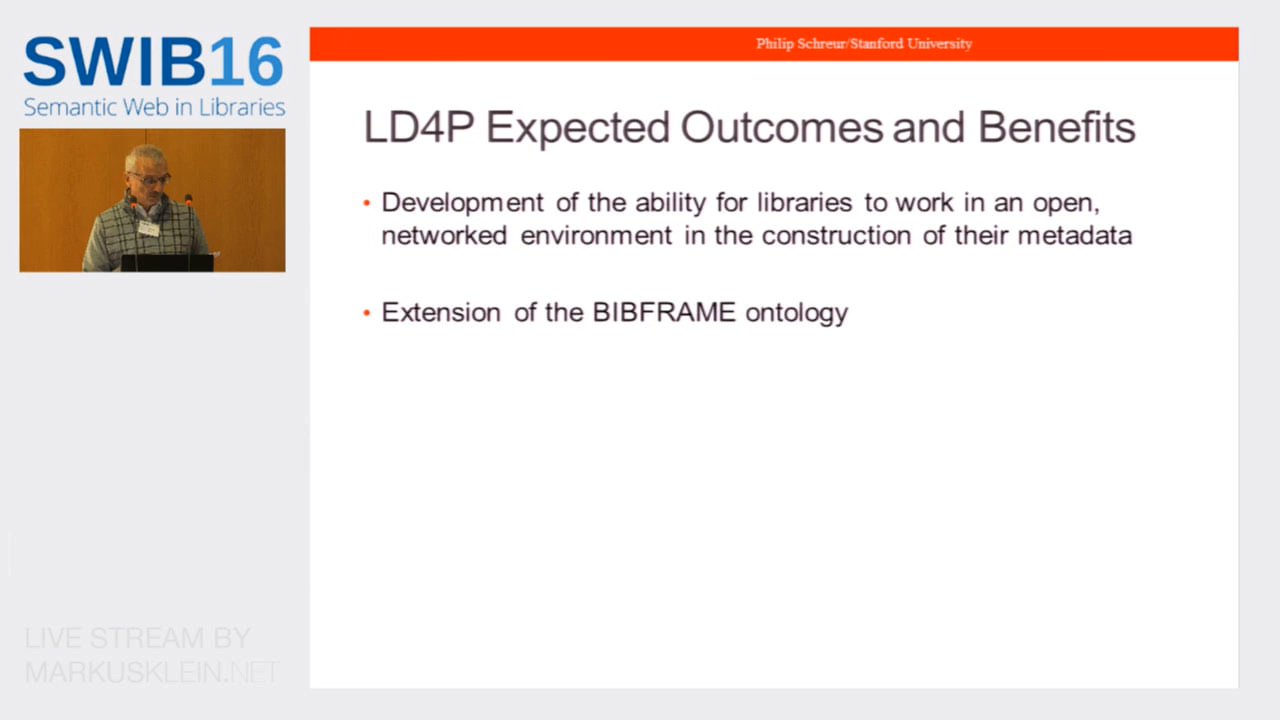 SWIB16
Semantic Web in Libraries
Philip Schreur/Stanford University
LD4P Expected Outcomes and Benefits
• Development of the ability for libraries to work in an open,
networked environment in the construction of their metadata
• Extension of the BIBFRAME ontology
LIVE STREAM BY
MARKUSKLEIN.NET